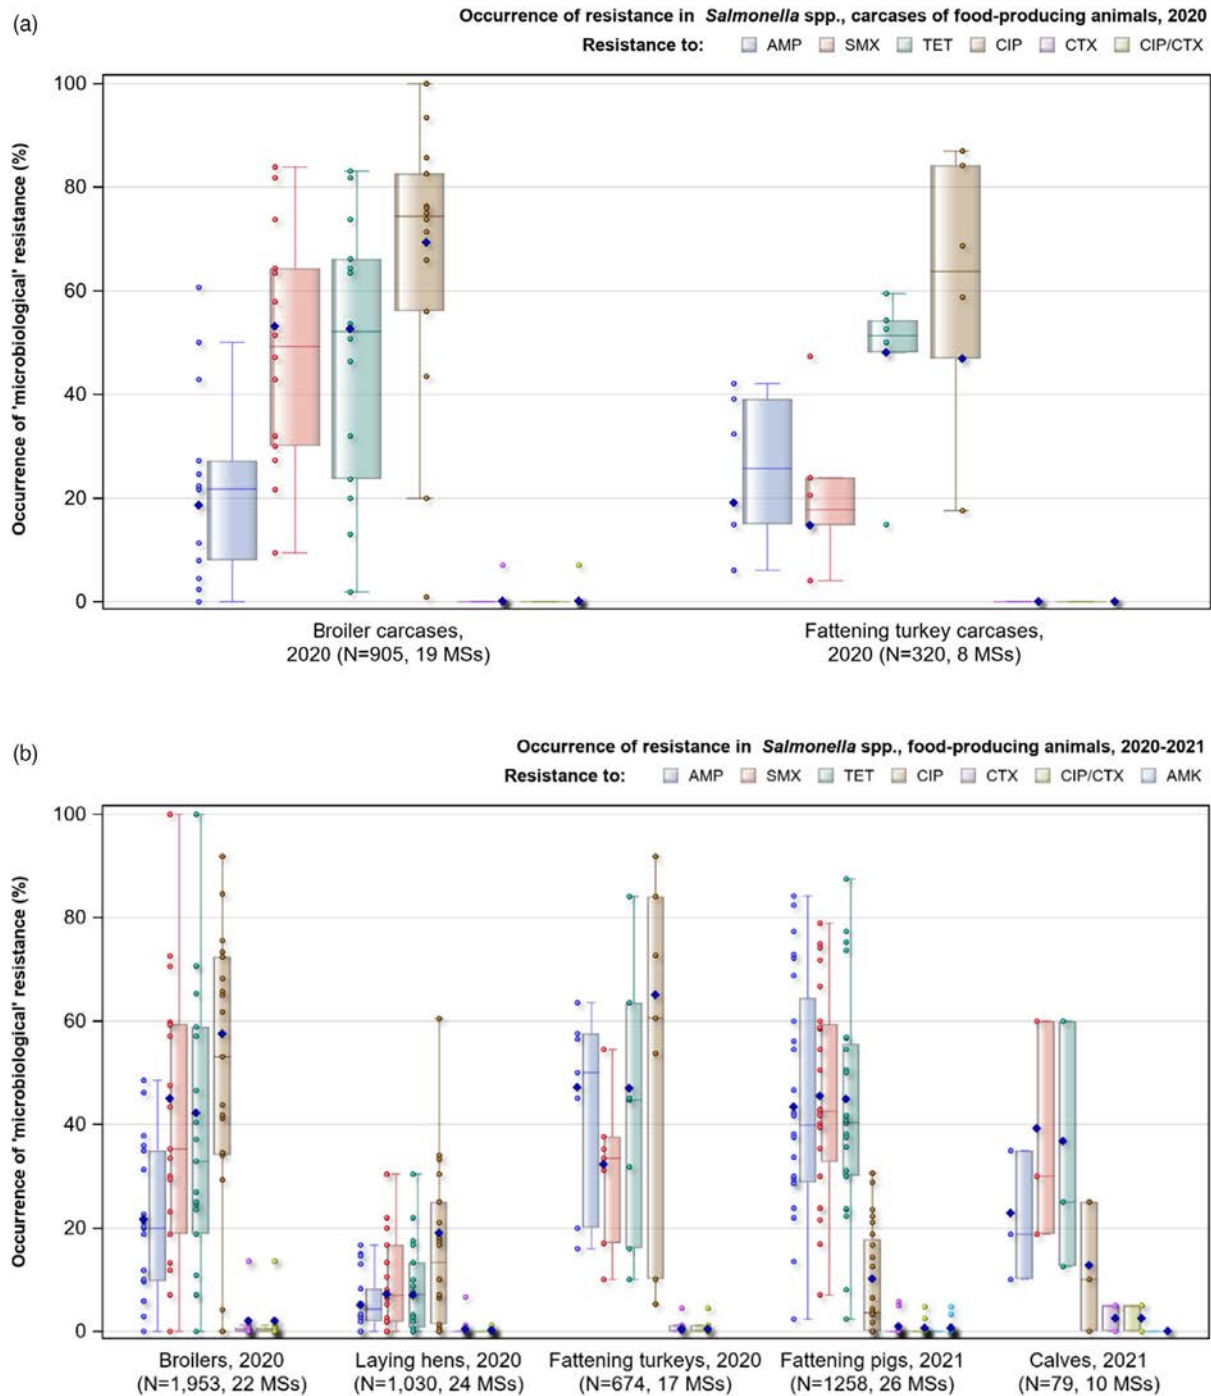 (a)
Occurrence of resistance in Salmonella spp., carcases of food-producing animals, 2020
Resistance to: AMP SMX TET CIP CTX CIP/CTX
Occurrence of 'microbiological' resistance (%)
100
80
60
40
20
0
Broiler carcases,
2020 (N=905, 19 MSs)
Fattening turkey carcases,
2020 (N=320, 8 MSs)
(b)
Occurrence of resistance in Salmonella spp., food-producing animals, 2020-2021
Resistance to: AMP SMX TET CIP CTX CIP/CTX AMK
Occurrence of 'microbiological' resistance (%)
100
80
60
40
20
0
Broilers, 2020
(N=1,953, 22 MSs)
Laying hens, 2020
(N=1,030, 24 MSs)
Fattening turkeys, 2020
(N=674, 17 MSs)
Fattening pigs, 2021
(N=1258, 26 MSs)
Calves, 2021
(N=79, 10 MSs)